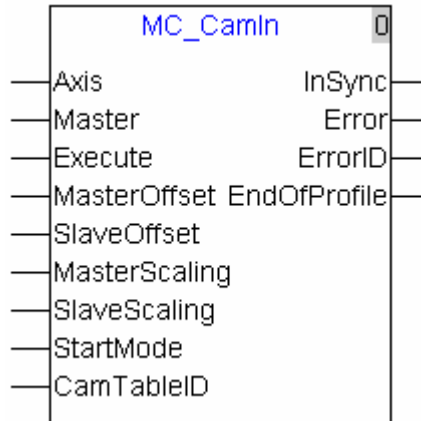 MC_CamIn 0
Axis InSync
Master Error
Execute ErrorID
MasterOffset EndOfProfile
SlaveOffset
MasterScaling
SlaveScaling
StartMode
CamTableID